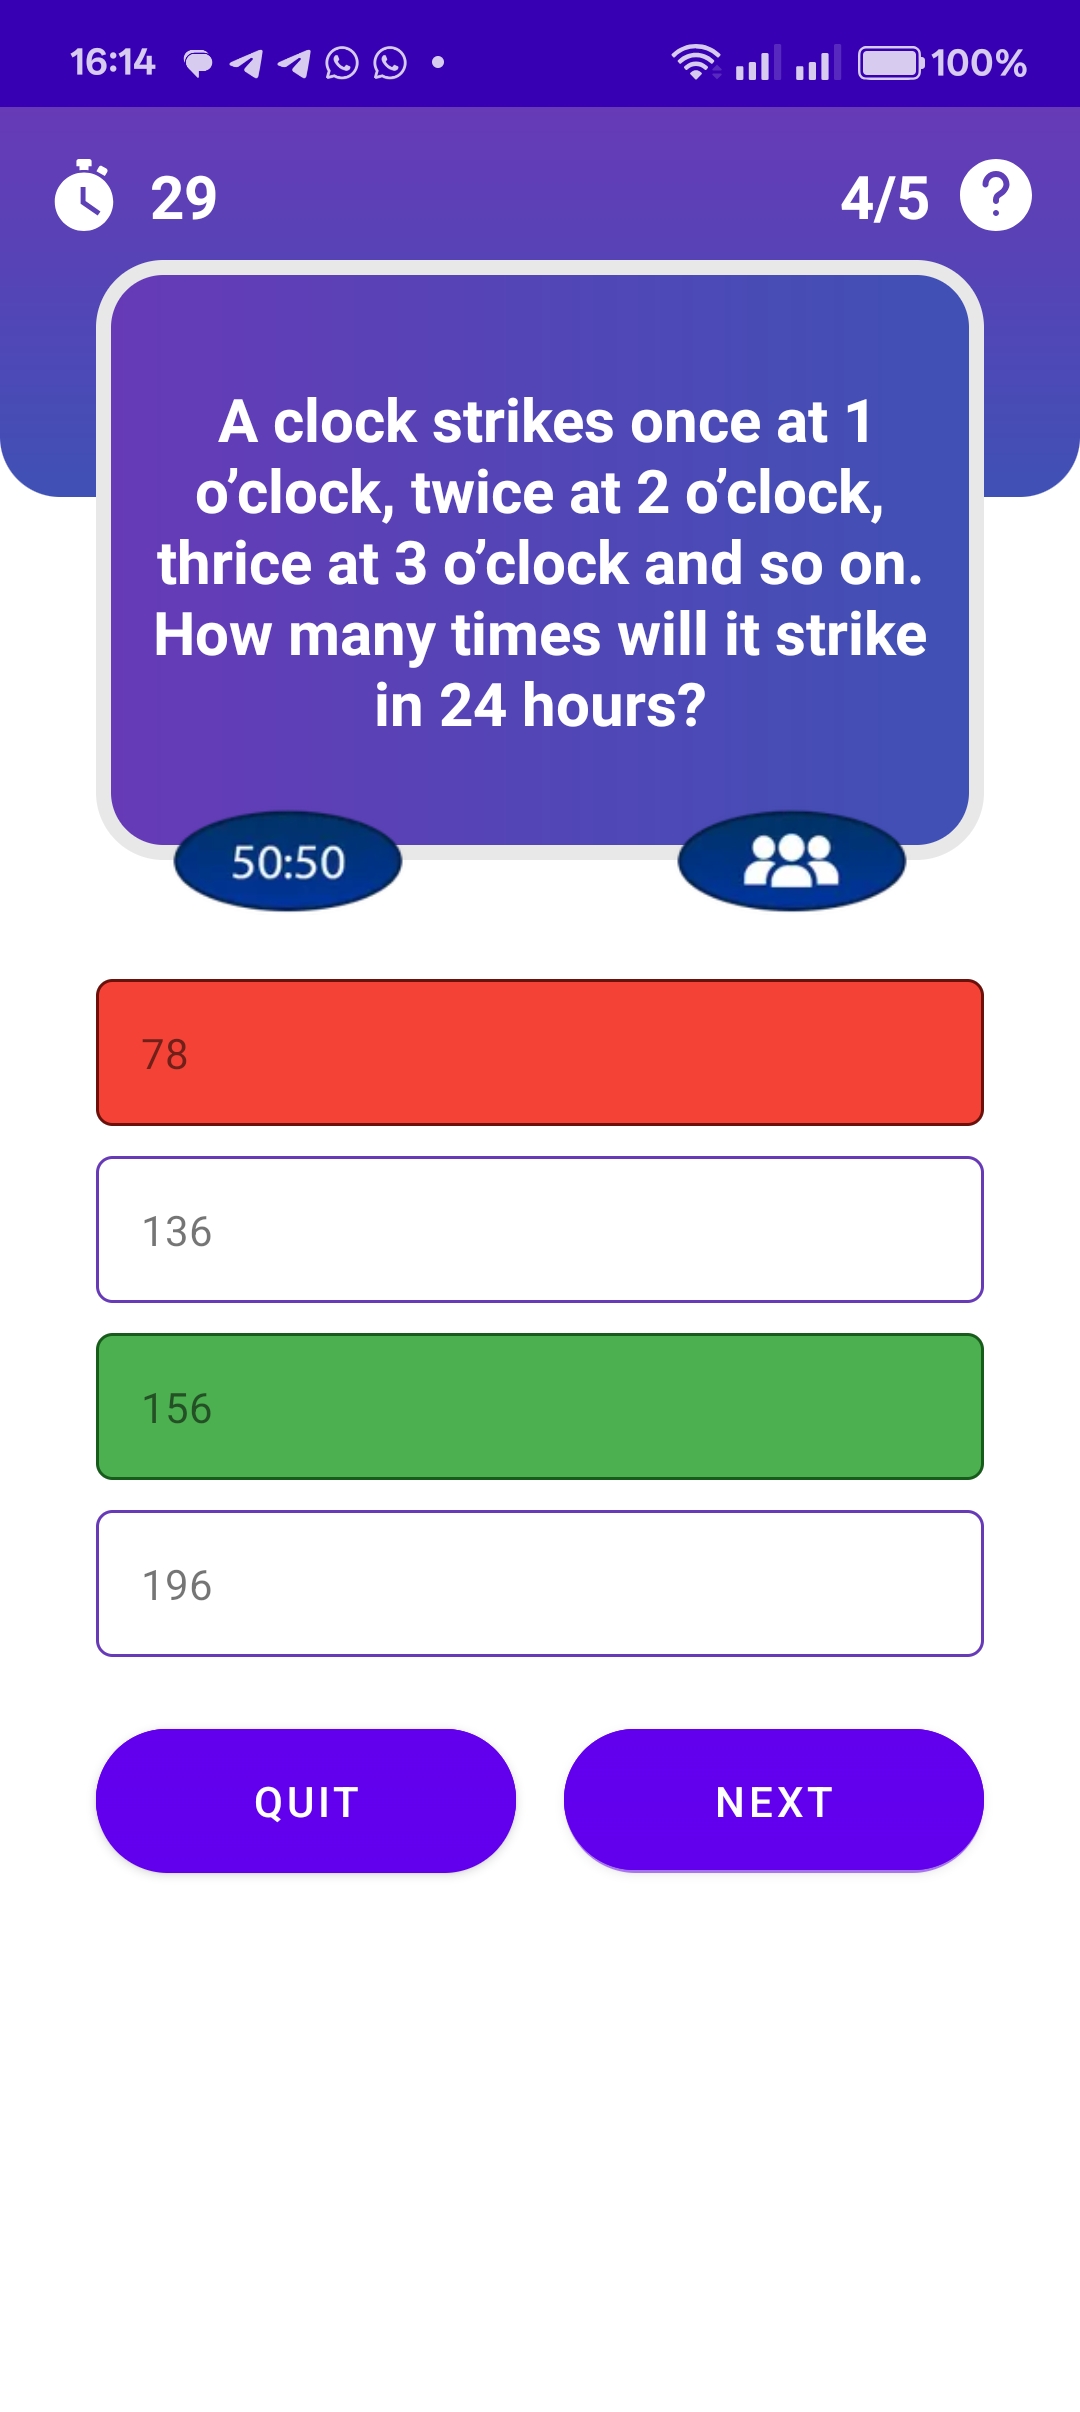 16:14
100%
29
4/5
A clock strikes once at 1
o’clock, twice at 2 o’clock,
thrice at 3 o’clock and so on.
How many times will it strike
in 24 hours?
50:50
78
136
156
196
QUIT
NEXT